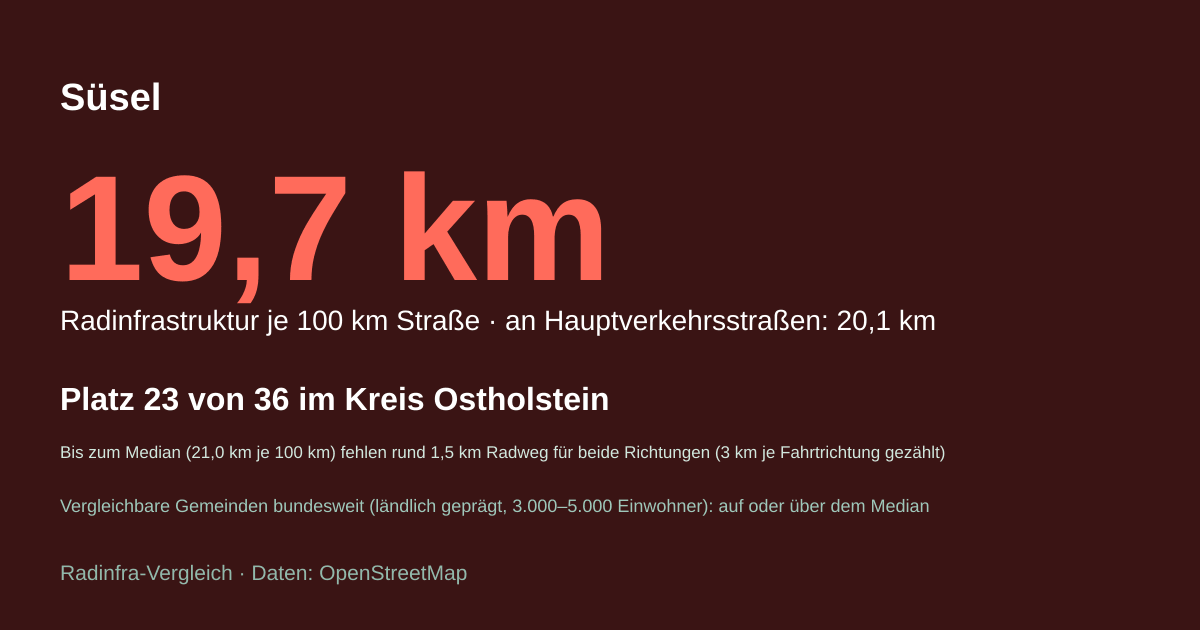 Süsel
19,7 km
Radinfrastruktur je 100 km Straße · an Hauptverkehrsstraßen: 20,1 km
Platz 23 von 36 im Kreis Ostholstein
Bis zum Median (21,0 km je 100 km) fehlen rund 1,5 km Radweg für beide Richtungen (3 km je Fahrtrichtung gezählt)
Vergleichbare Gemeinden bundesweit (ländlich geprägt, 3.000–5.000 Einwohner): auf oder über dem Median
Radinfra-Vergleich · Daten: OpenStreetMap